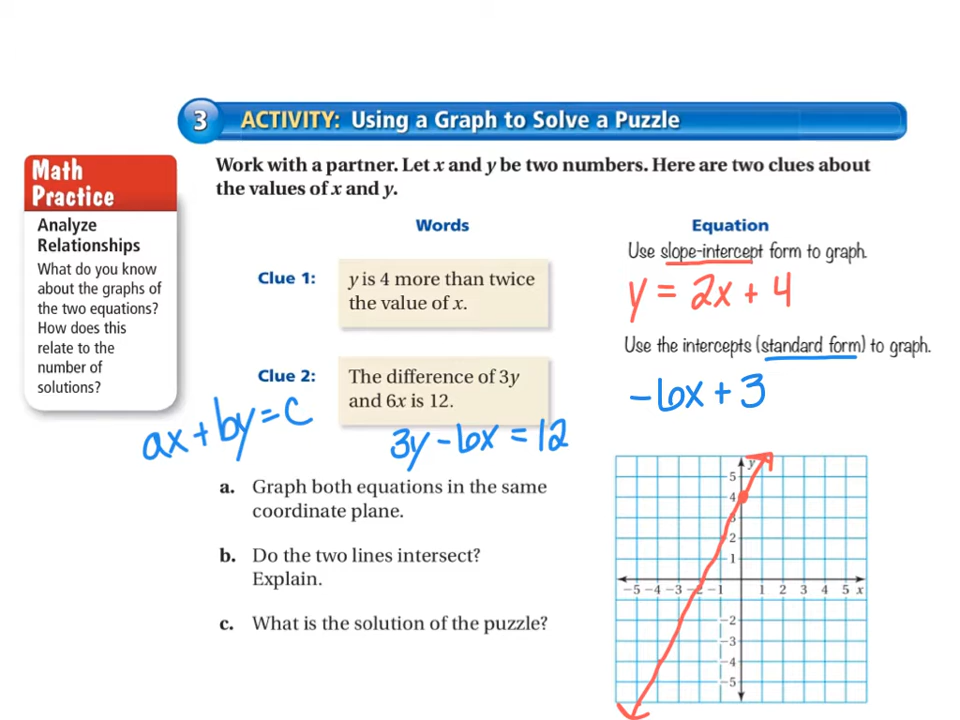 3 ACTIVITY: Using a Graph to Solve a Puzzle
Math
Practice
Analyze
Relationships
What do you know
about the graphs of
the two equations?
How does this
relate to the
number of
solutions?
Work with a partner. Let x and y be two numbers. Here are two clues about
the values of x and y.
Words
Equation
Use slope-intercept form to graph.
Clue 1:
y is 4 more than twice
the value of x.
y = 2x + 4
Use the intercepts (standard form) to graph.
Clue 2:
The difference of 3y
and 6x is 12.
-6x + 3
ax + by = c
3y - 6x = 12
a. Graph both equations in the same
coordinate plane.
b. Do the two lines intersect?
Explain.
c. What is the solution of the puzzle?
y
5
4
3
2
1
-5 -4 -3 -2 -1 1 2 3 4 5 x
-2
-3
-4
-5